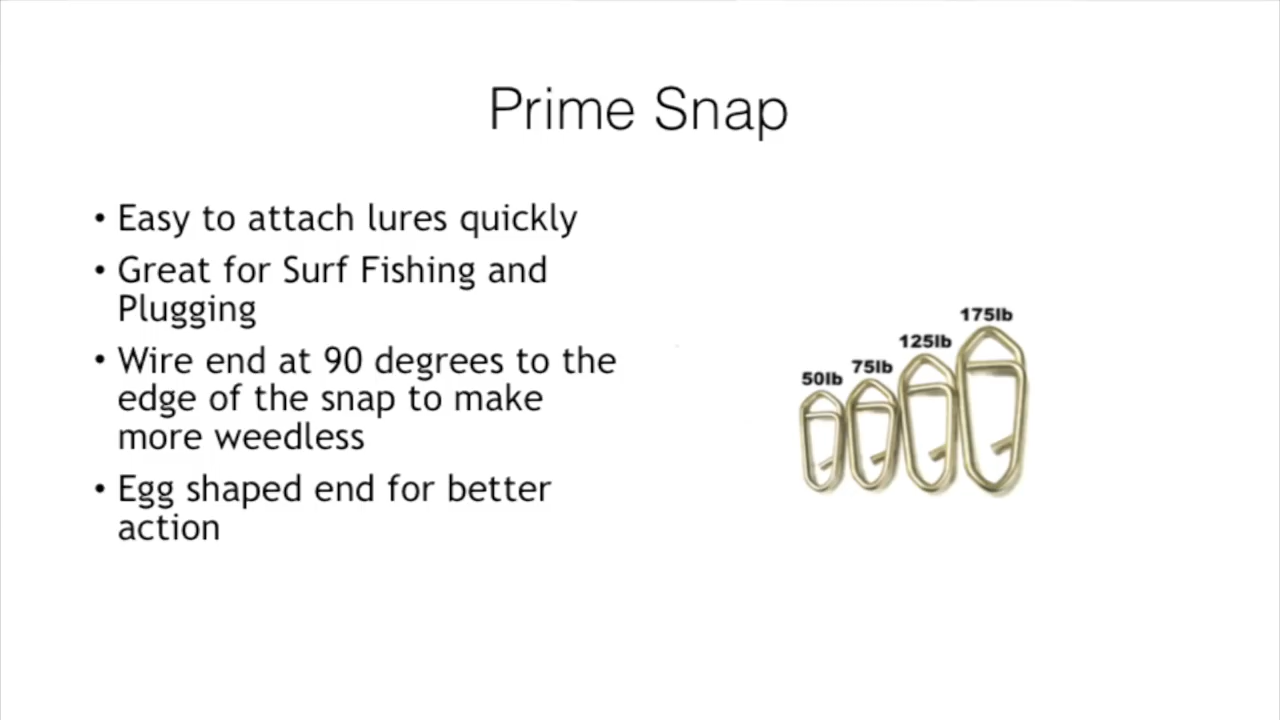 Prime Snap
• Easy to attach lures quickly
• Great for Surf Fishing and
Plugging
• Wire end at 90 degrees to the
edge of the snap to make
more weedless
• Egg shaped end for better
action
175lb
125lb
75lb
50lb